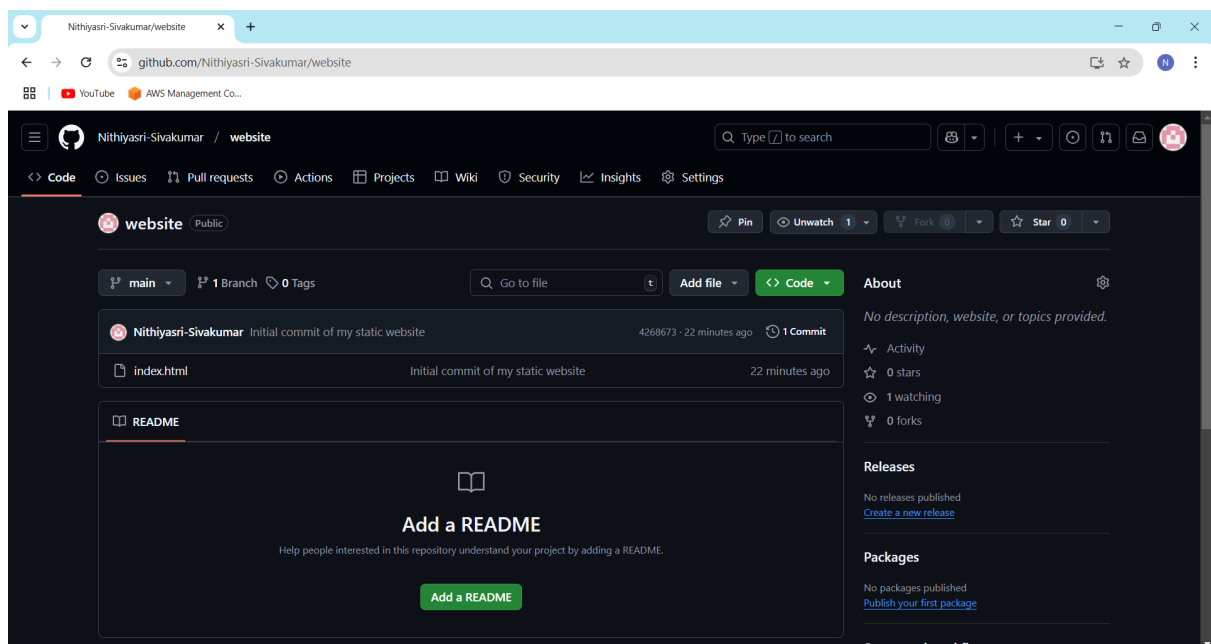 Nithiyasri-Sivakumar/website
github.com/Nithiyasri-Sivakumar/website
YouTube AWS Management Co...
Nithiyasri-Sivakumar / website Type / to search
Code Issues Pull requests Actions Projects Wiki Security Insights Settings
website Public Pin Unwatch 1 Fork 0 Star 0
main 1 Branch 0 Tags Go to file t Add file Code About
No description, website, or topics provided.
Nithiyasri-Sivakumar Initial commit of my static website 4268673 · 22 minutes ago 1 Commit
Activity
index.html Initial commit of my static website 22 minutes ago
0 stars
1 watching
0 forks
README
Releases
No releases published
Create a new release
Add a README
Help people interested in this repository understand your project by adding a README.
Add a README
Packages
No packages published
Publish your first package
N